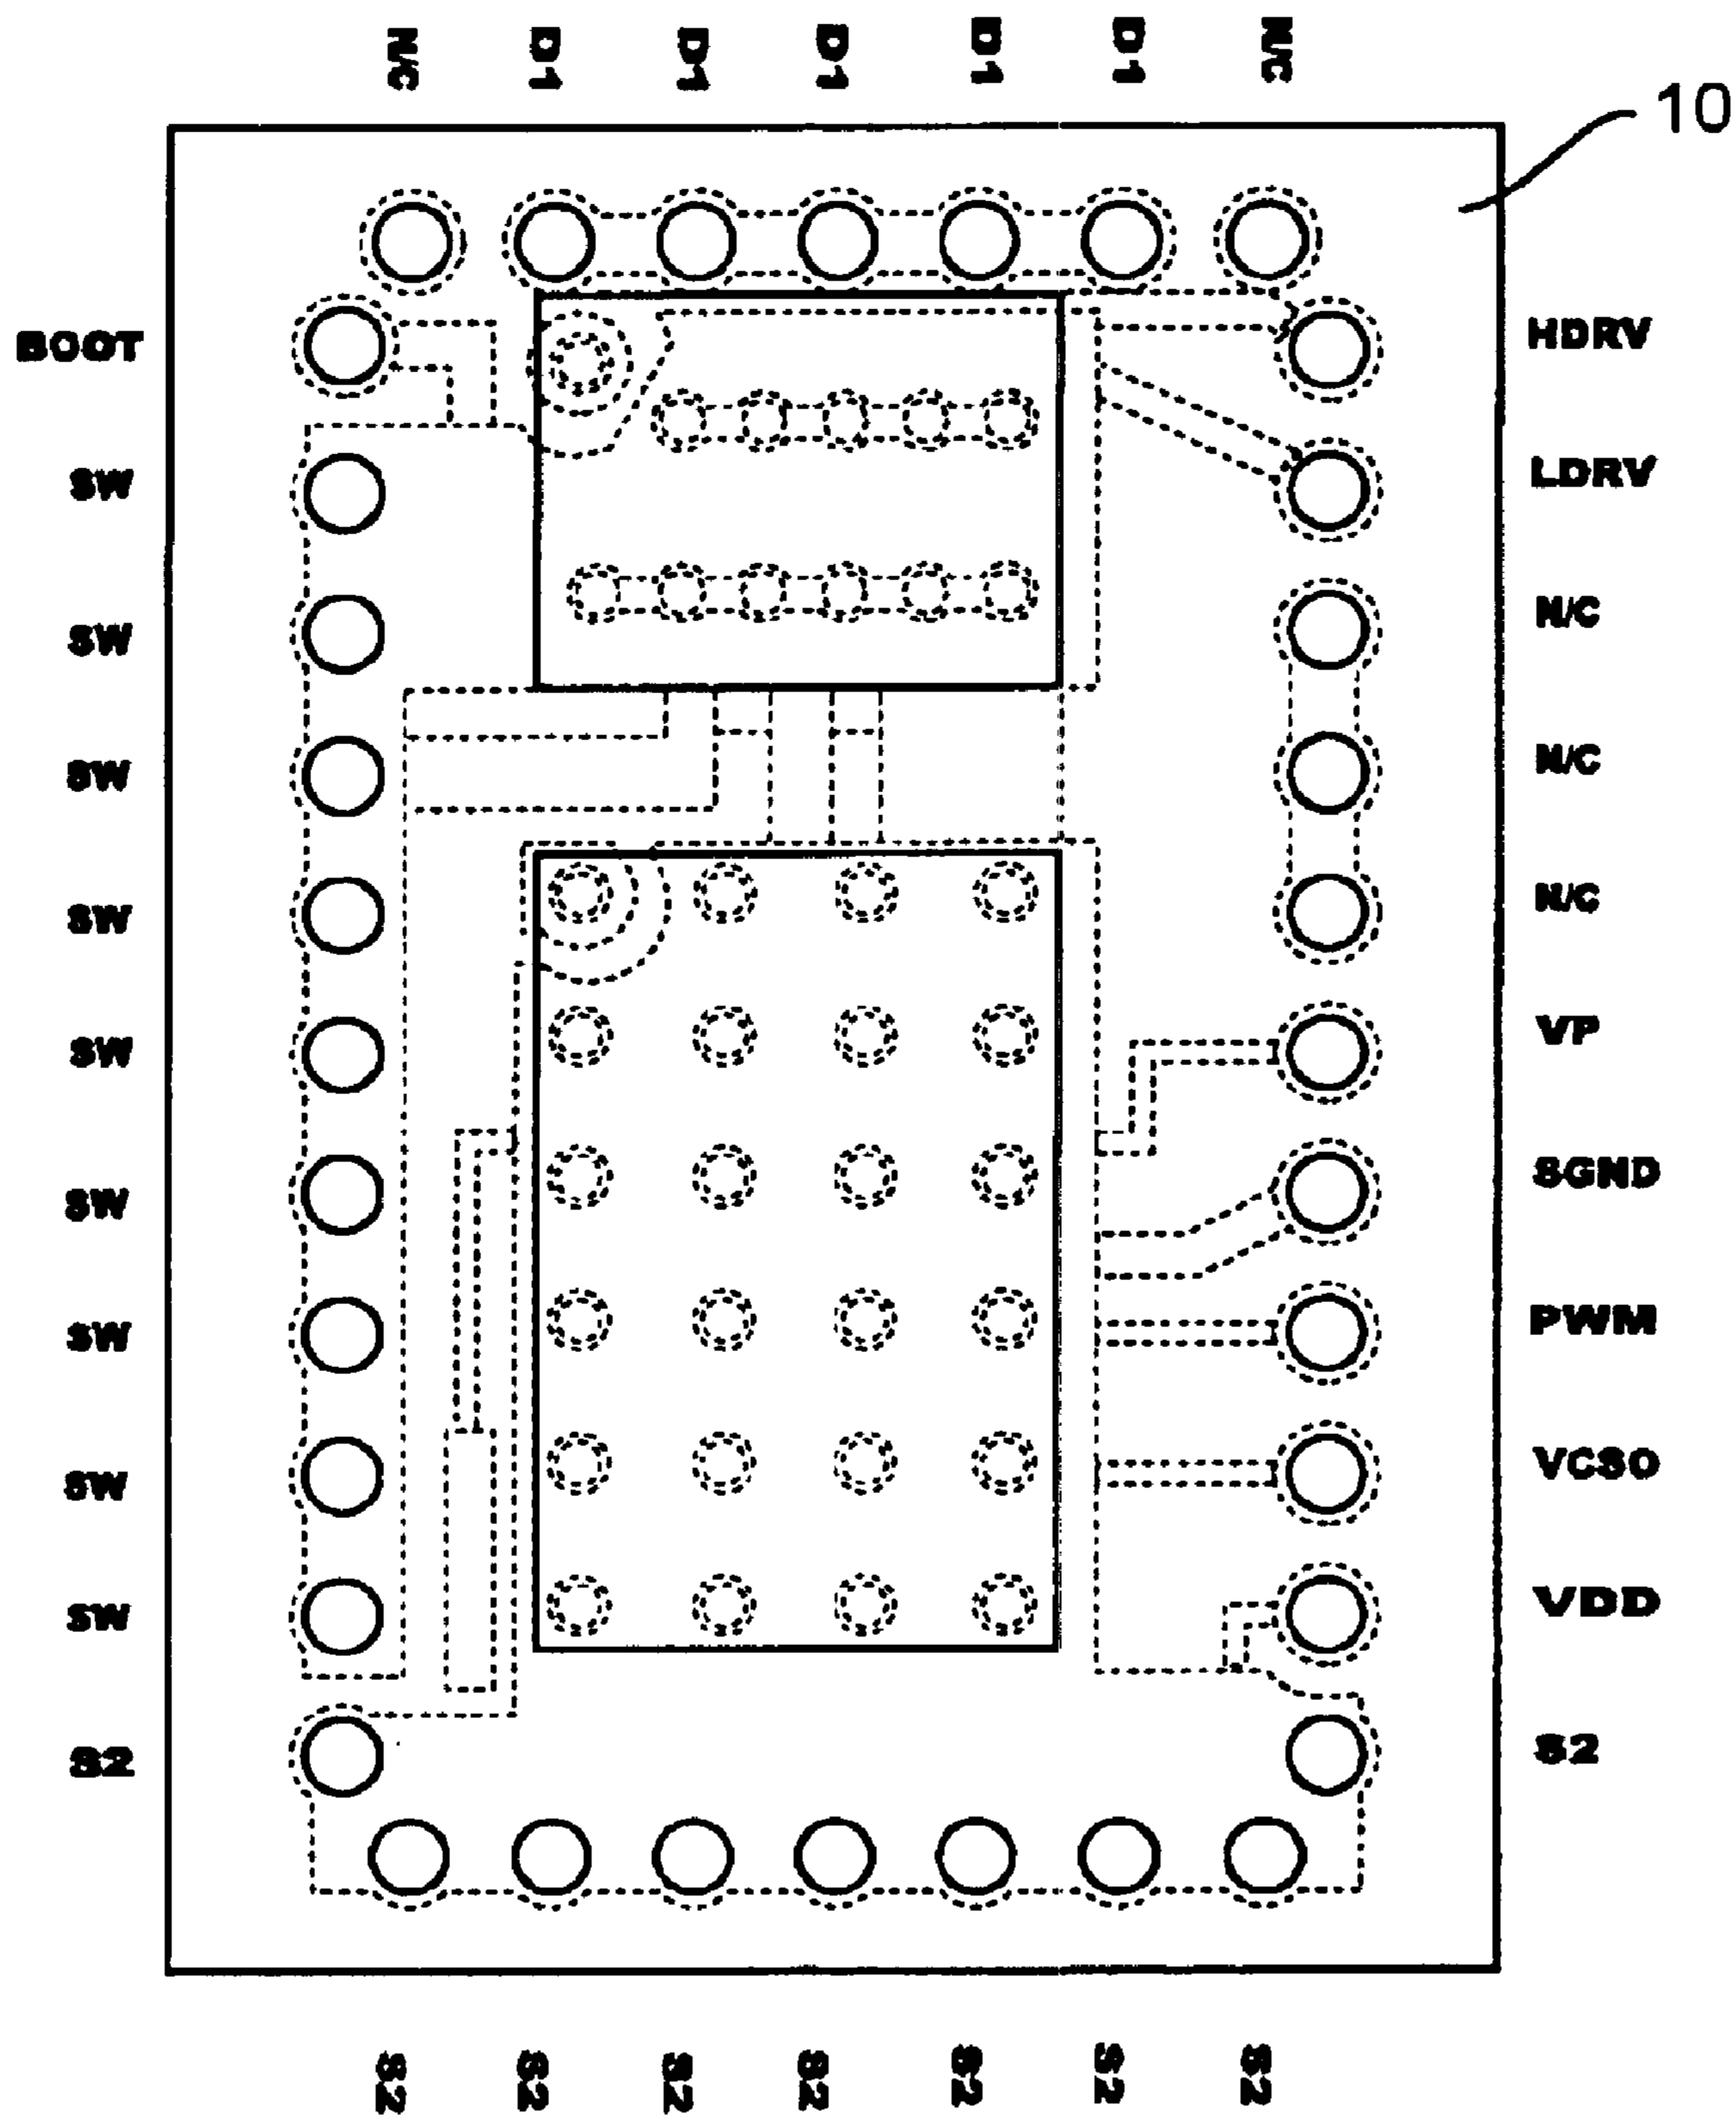 N/C D1 D1 D1 D1 D1 N/C
10
BOOT HDRV
SW LDRV
SW N/C
SW N/C
SW N/C
SW VP
SW SGND
SW PWM
SW VCSO
SW VDD
S2 S2
S2 S2 S2 S2 S2 S2 S2